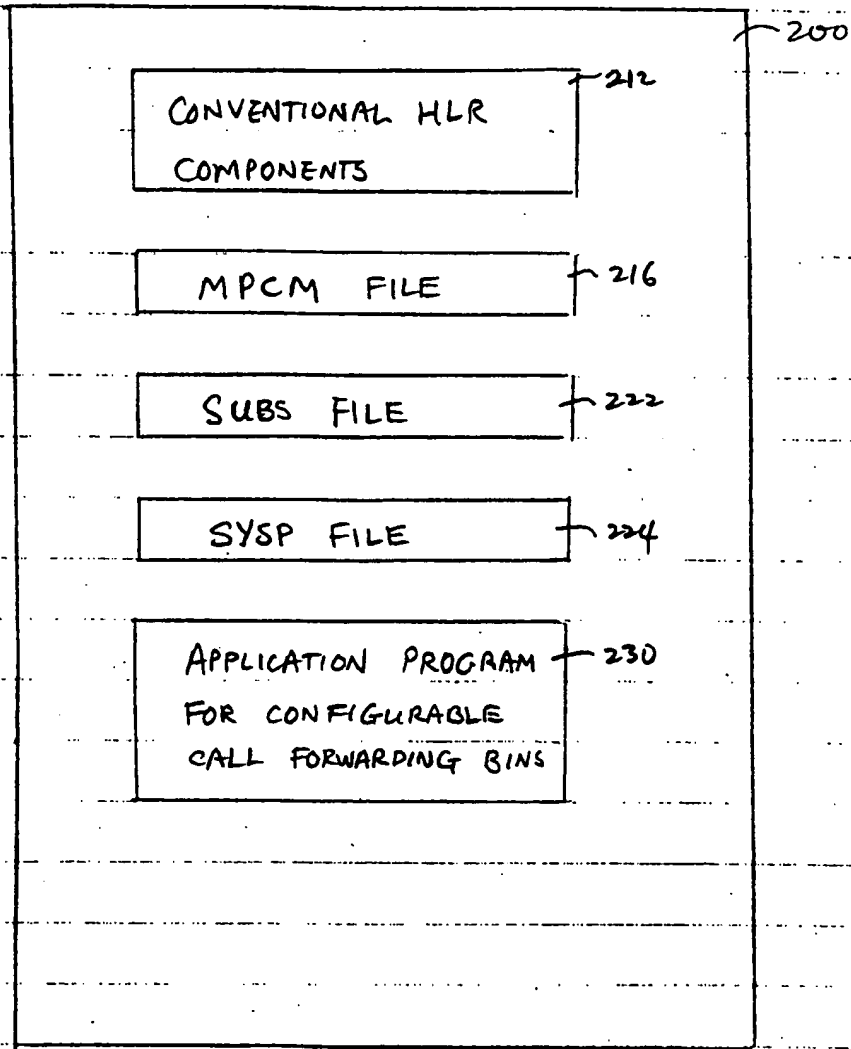 200
212
CONVENTIONAL HLR
COMPONENTS
MPCM FILE 216
SUBS FILE 222
SYSP FILE 224
APPLICATION PROGRAM 230
FOR CONFIGURABLE
CALL FORWARDING BINS